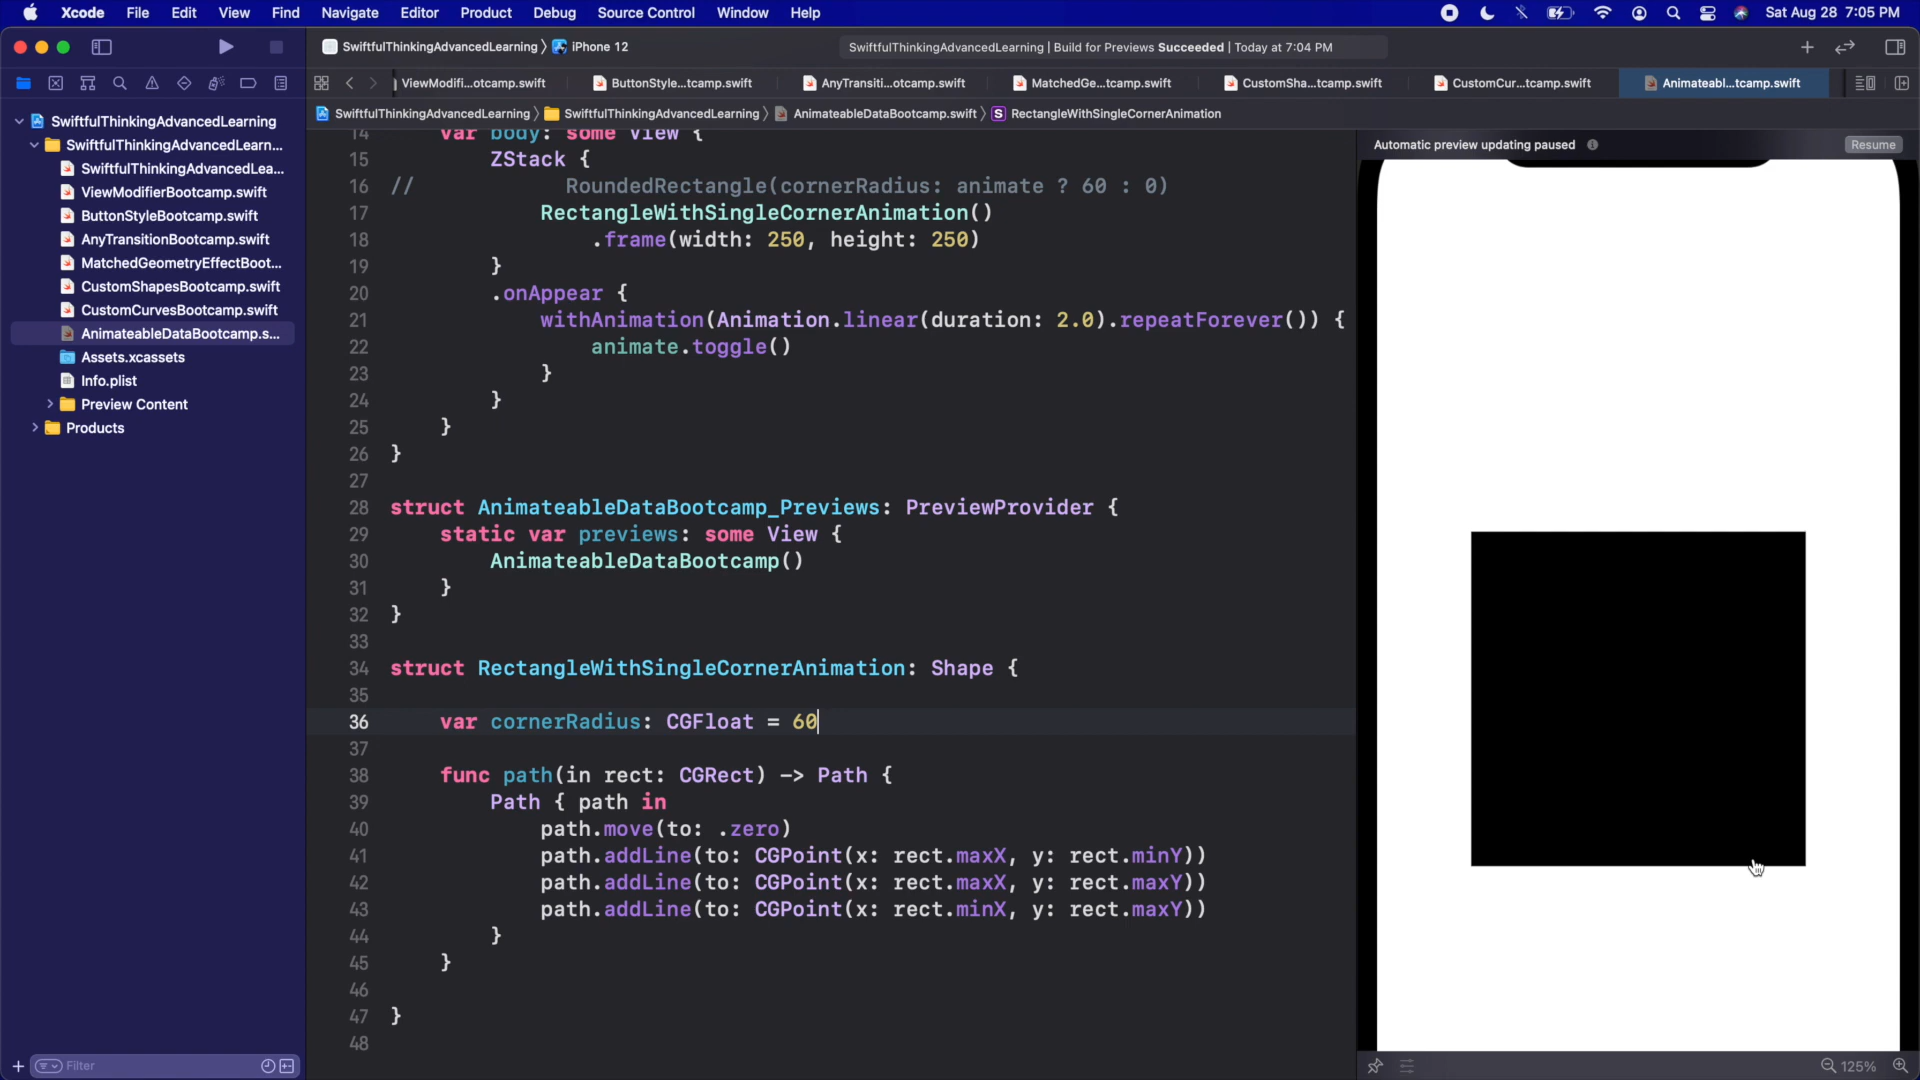 Xcode File Edit View Find Navigate Editor Product Debug Source Control Window Help Sat Aug 28 7:05 PM
SwiftfulThinkingAdvancedLearning iPhone 12 SwiftfulThinkingAdvancedLearning | Build for Previews Succeeded | Today at 7:04 PM
ViewModifi...otcamp.swift ButtonStyle...tcamp.swift AnyTransiti...otcamp.swift MatchedGe...tcamp.swift CustomSha...tcamp.swift CustomCur...tcamp.swift Animateabl...tcamp.swift
SwiftfulThinkingAdvancedLearning SwiftfulThinkingAdvancedLearning AnimateableDataBootcamp.swift S RectangleWithSingleCornerAnimation
SwiftfulThinkingAdvancedLearning
SwiftfulThinkingAdvancedLearn...
SwiftfulThinkingAdvancedLea...
ViewModifierBootcamp.swift
ButtonStyleBootcamp.swift
AnyTransitionBootcamp.swift
MatchedGeometryEffectBoot...
CustomShapesBootcamp.swift
CustomCurvesBootcamp.swift
AnimateableDataBootcamp.s...
Assets.xcassets
Info.plist
Preview Content
Products
Filter
14 var body: some View {
15 ZStack {
16 // RoundedRectangle(cornerRadius: animate ? 60 : 0)
17 RectangleWithSingleCornerAnimation()
18 .frame(width: 250, height: 250)
19 }
20 .onAppear {
21 withAnimation(Animation.linear(duration: 2.0).repeatForever()) {
22 animate.toggle()
23 }
24 }
25 }
26 }
27
28 struct AnimateableDataBootcamp_Previews: PreviewProvider {
29 static var previews: some View {
30 AnimateableDataBootcamp()
31 }
32 }
33
34 struct RectangleWithSingleCornerAnimation: Shape {
35
36 var cornerRadius: CGFloat = 60
37
38 func path(in rect: CGRect) -> Path {
39 Path { path in
40 path.move(to: .zero)
41 path.addLine(to: CGPoint(x: rect.maxX, y: rect.minY))
42 path.addLine(to: CGPoint(x: rect.maxX, y: rect.maxY))
43 path.addLine(to: CGPoint(x: rect.minX, y: rect.maxY))
44 }
45 }
46
47 }
48
Automatic preview updating paused Resume
125%